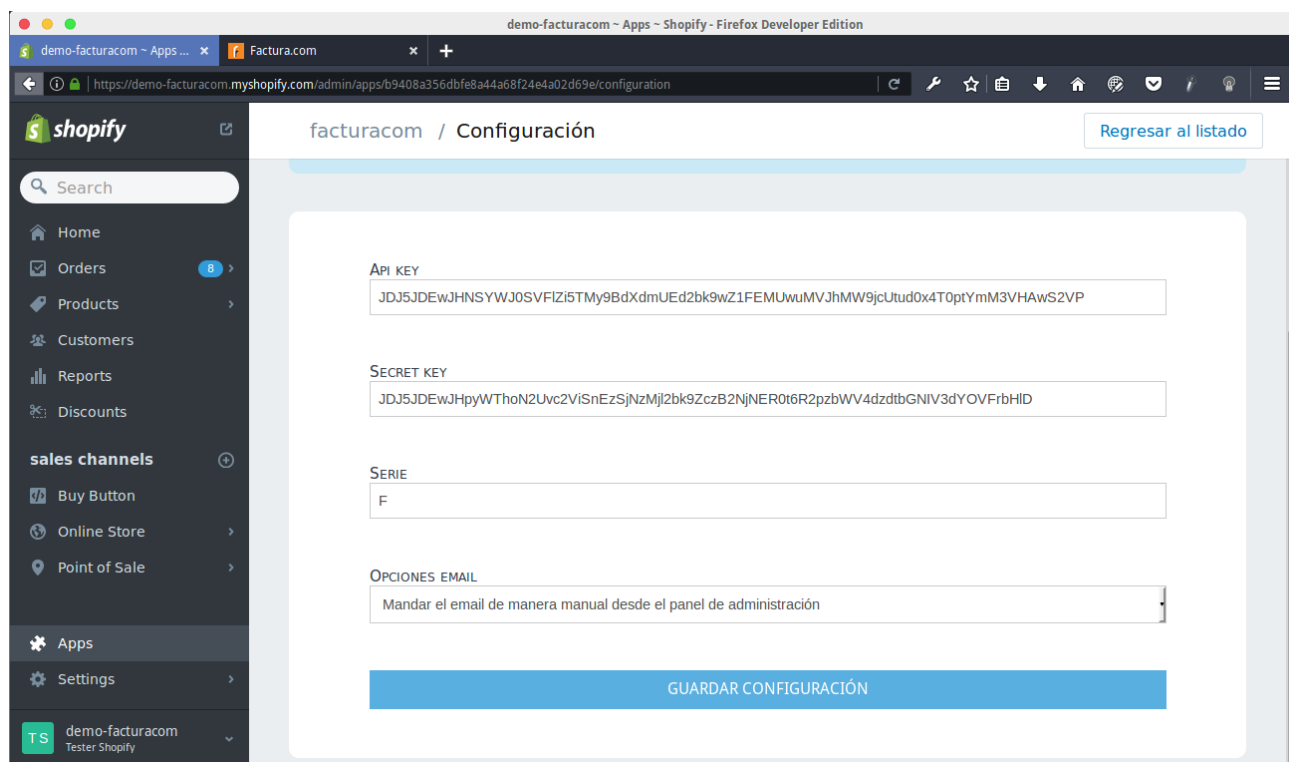 demo-facturacom ~ Apps ~ Shopify - Firefox Developer Edition
demo-facturacom ~ Apps ...
Factura.com
https://demo-facturacom.myshopify.com/admin/apps/b9408a356dbfe8a44a68f24e4a02d69e/configuration
shopify
facturacom / Configuración
Regresar al listado
Search
Home
Orders 8
Products
Customers
Reports
Discounts
sales channels
Buy Button
Online Store
Point of Sale
Apps
Settings
TS
demo-facturacom
Tester Shopify
API KEY
JDJ5JDEwJHNSYWJ0SVFlZi5TMy9BdXdmUEd2bk9wZ1FEMUwuMVJhMW9jcUtud0x4T0ptYmM3VHAwS2VP
SECRET KEY
JDJ5JDEwJHpyWThoN2Uvc2ViSnEzSjNzMjl2bk9ZczB2NjNER0t6R2pzbWV4dzdtbGNIV3dYOVFrbHlD
SERIE
F
OPCIONES EMAIL
Mandar el email de manera manual desde el panel de administración
GUARDAR CONFIGURACIÓN